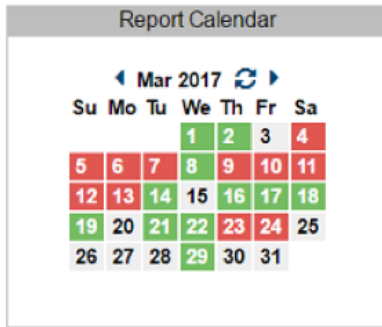 Report Calendar
Mar 2017
Su Mo Tu We Th Fr Sa
1 2 3 4
5 6 7 8 9 10 11
12 13 14 15 16 17 18
19 20 21 22 23 24 25
26 27 28 29 30 31